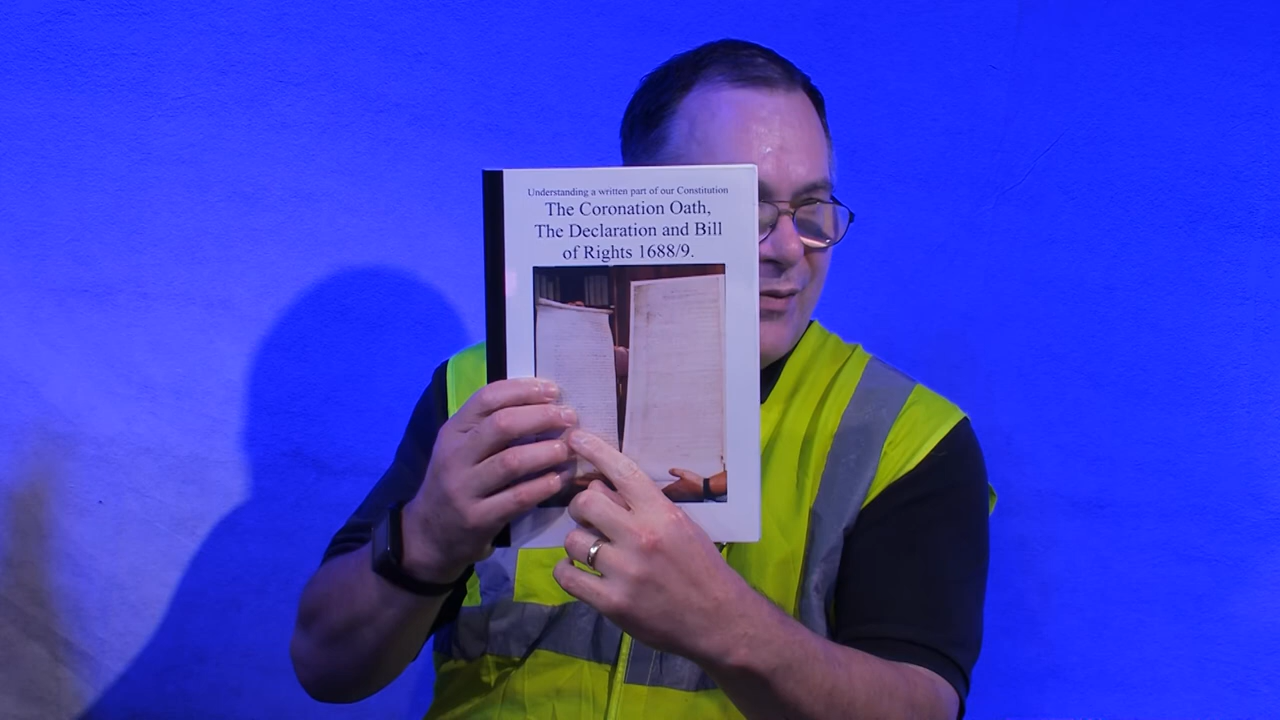 Understanding a written part of our Constitution
The Coronation Oath,
The Declaration and Bill
of Rights 1688/9.